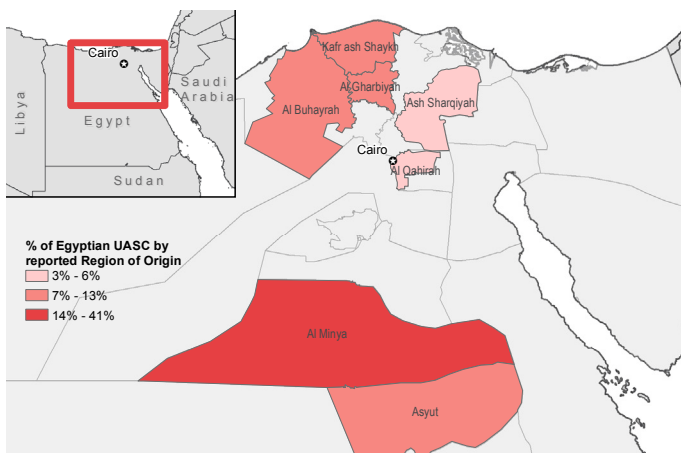 Cairo
Libya
Egypt
Saudi
Arabia
Sudan
Kafr ash Shaykh
Al Gharbiyah
Al Buhayrah
Ash Sharqiyah
Cairo
Al Qahirah
% of Egyptian UASC by
reported Region of Origin
3% - 6%
7% - 13%
14% - 41%
Al Minya
Asyut